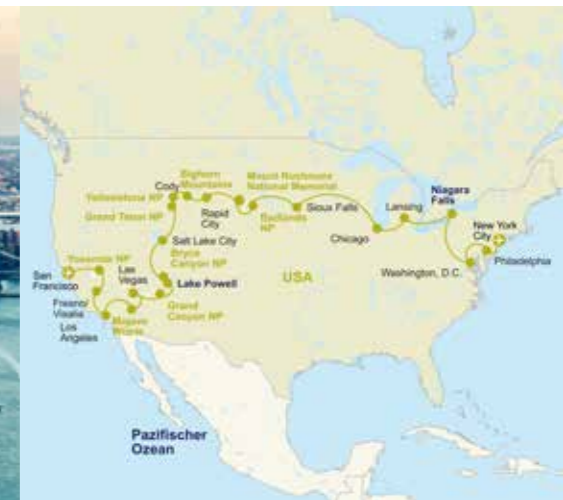 Cody
Bighorn
Mountains
Mount Rushmore
National Memorial
Yellowstone NP
Grand Teton NP
Rapid
City
Badlands
NP
Sioux Falls
Lansing
Niagara
Falls
Chicago
New York
City
Philadelphia
Washington, D.C.
Salt Lake City
Bryce
Canyon NP
Yosemite NP
San
Francisco
Las
Vegas
Lake Powell
USA
Fresno/
Visalia
Grand
Canyon NP
Los
Angeles
Mojave
Wüste
Pazifischer
Ozean